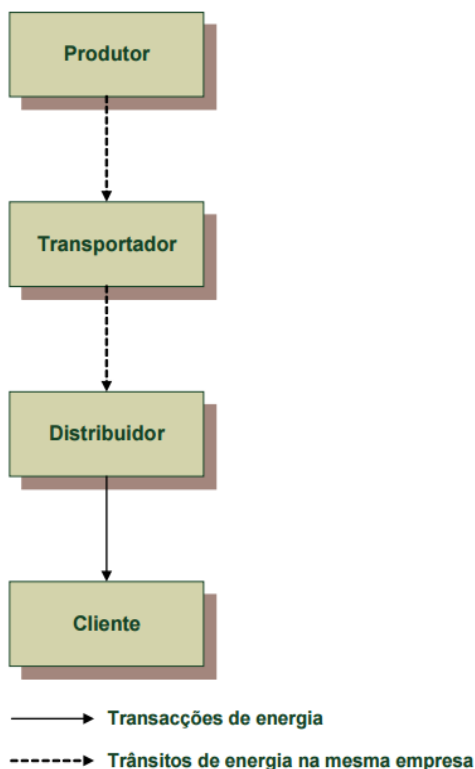 Produtor
Transportador
Distribuidor
Cliente
Transacções de energia
Trânsitos de energia na mesma empresa